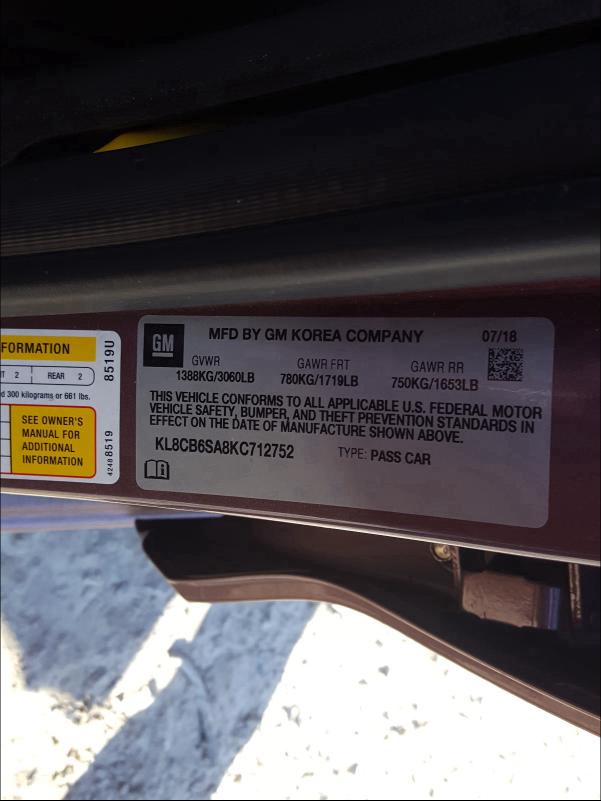 FORMATION
T 2 REAR 2
d 300 kilograms or 661 lbs.
SEE OWNER'S
MANUAL FOR
ADDITIONAL
INFORMATION
8519U
42488519
GM
MFD BY GM KOREA COMPANY 07/18
GVWR GAWR FRT GAWR RR
1388KG/3060LB 780KG/1719LB 750KG/1653LB
THIS VEHICLE CONFORMS TO ALL APPLICABLE U.S. FEDERAL MOTOR
VEHICLE SAFETY, BUMPER, AND THEFT PREVENTION STANDARDS IN
EFFECT ON THE DATE OF MANUFACTURE SHOWN ABOVE.
KL8CB6SA8KC712752 TYPE: PASS CAR